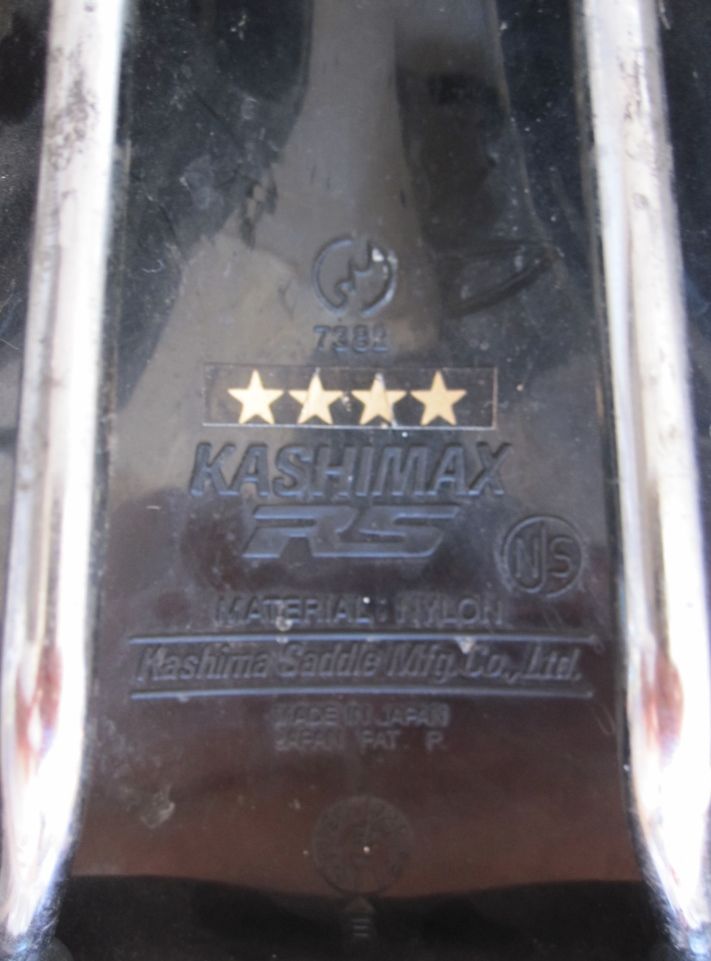 7382
KASHIMAX
RS
NJS
MATERIAL: NYLON
Kashima Saddle Mfg. Co., Ltd.
MADE IN JAPAN
JAPAN PAT. P.